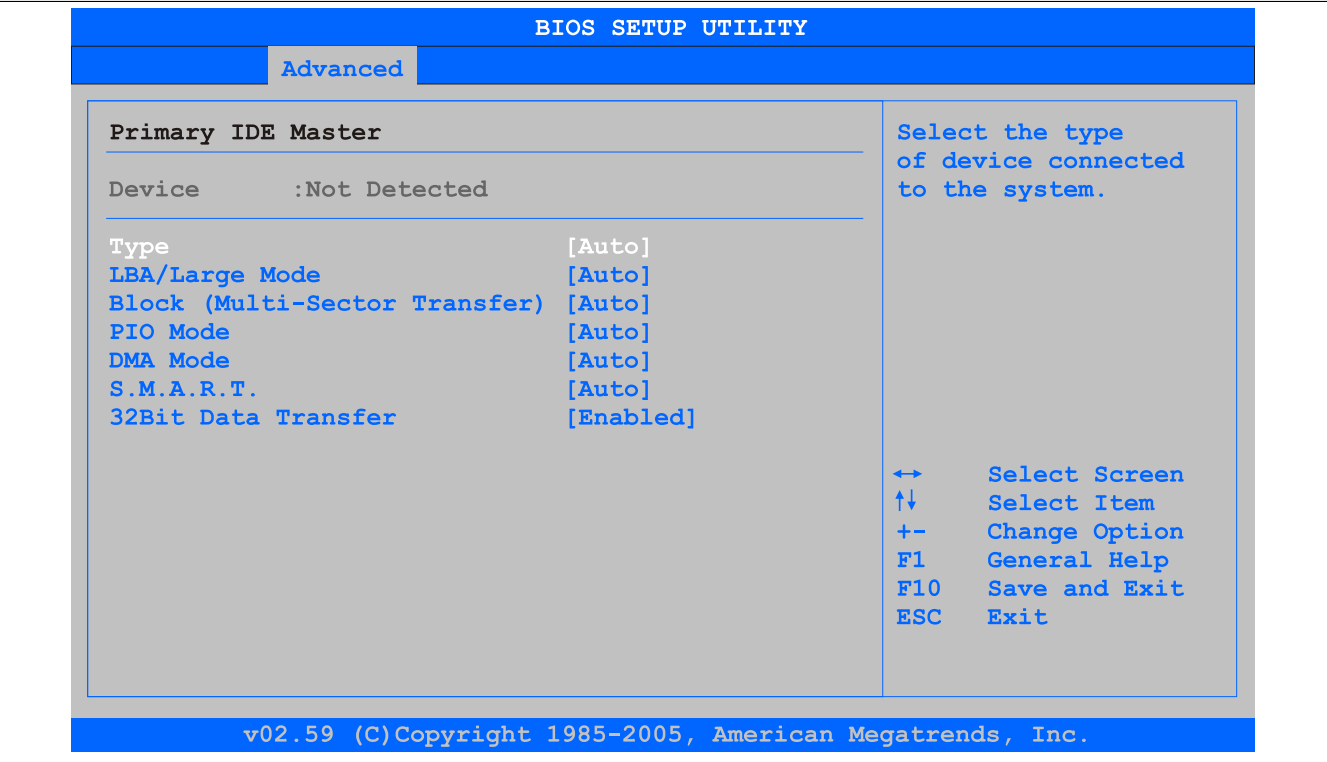 BIOS SETUP UTILITY
Advanced
Primary IDE Master
Device :Not Detected
Type [Auto]
LBA/Large Mode [Auto]
Block (Multi-Sector Transfer) [Auto]
PIO Mode [Auto]
DMA Mode [Auto]
S.M.A.R.T. [Auto]
32Bit Data Transfer [Enabled]
Select the type
of device connected
to the system.
↔ Select Screen
↑↓ Select Item
+- Change Option
F1 General Help
F10 Save and Exit
ESC Exit
v02.59 (C)Copyright 1985-2005, American Megatrends, Inc.